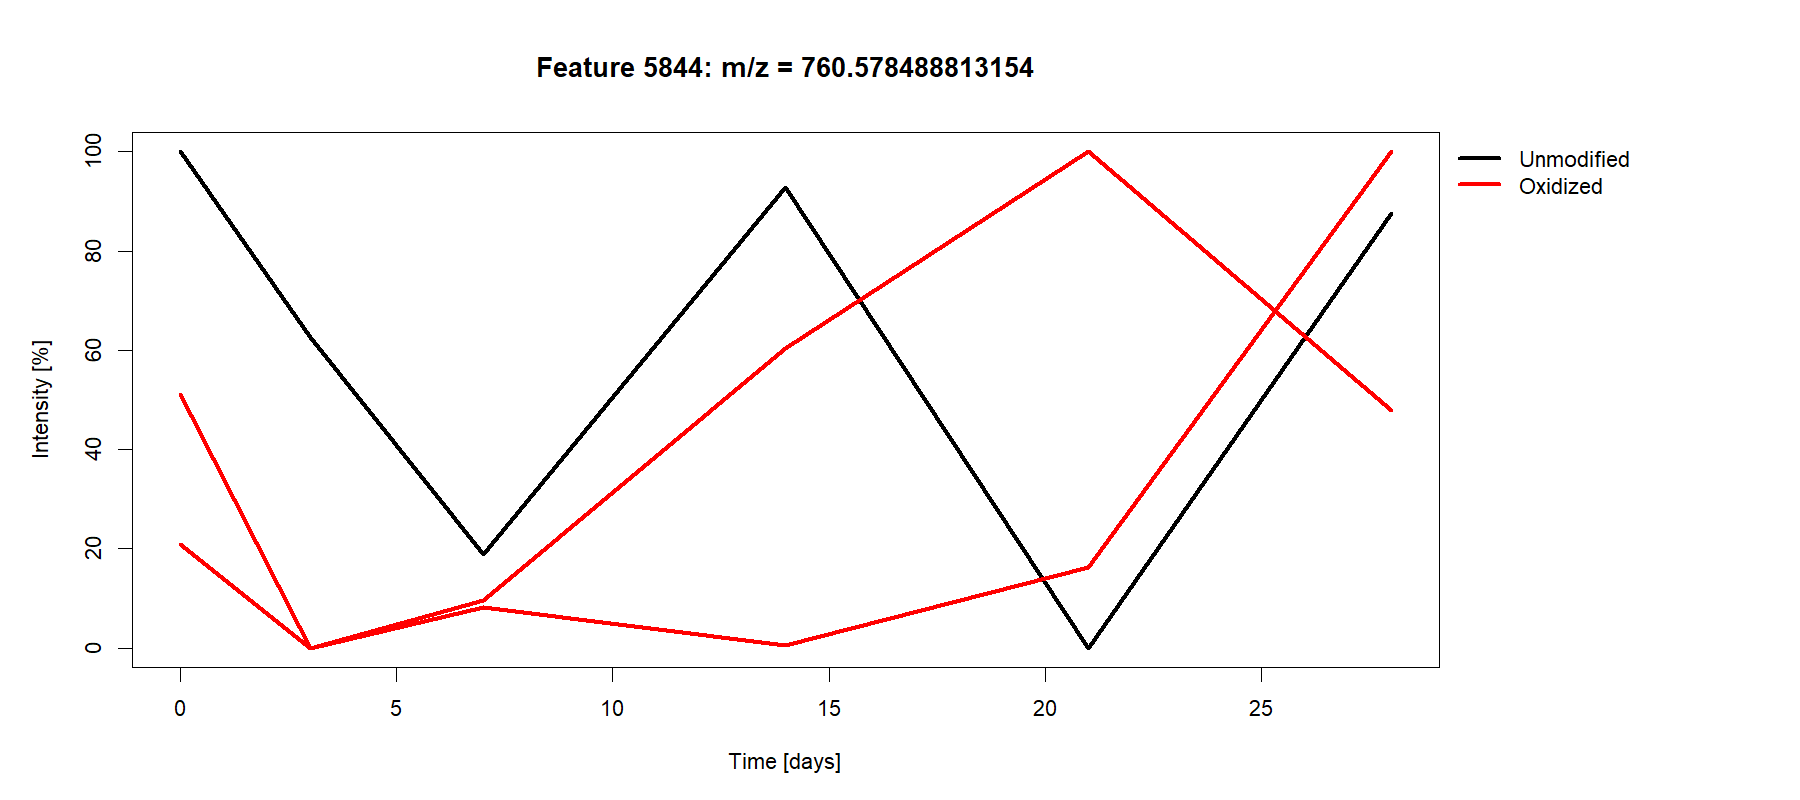 Feature 5844: m/z = 760.578488813154
Unmodified
Oxidized
Intensity [%]
100
80
60
40
20
0
0 5 10 15 20 25
Time [days]